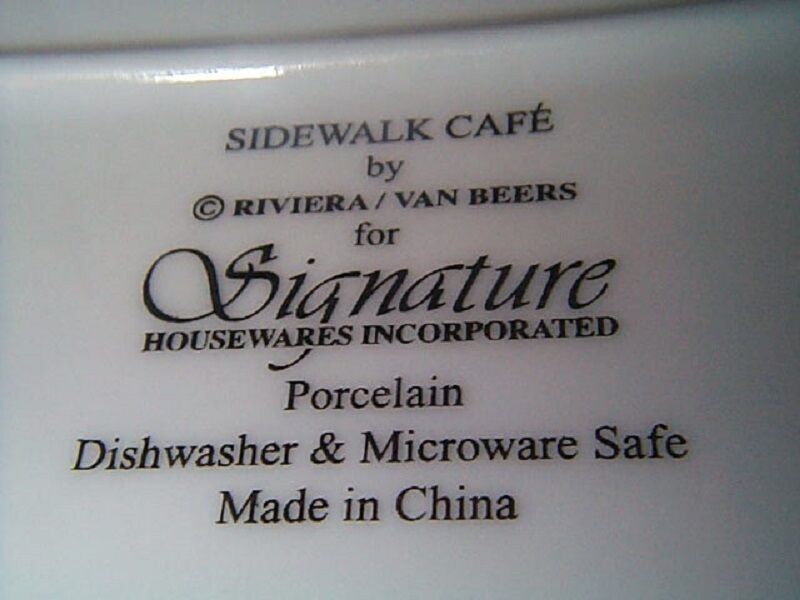 SIDEWALK CAFÉ
by
© RIVIERA / VAN BEERS
for
Signature
HOUSEWARES INCORPORATED
Porcelain
Dishwasher & Microware Safe
Made in China